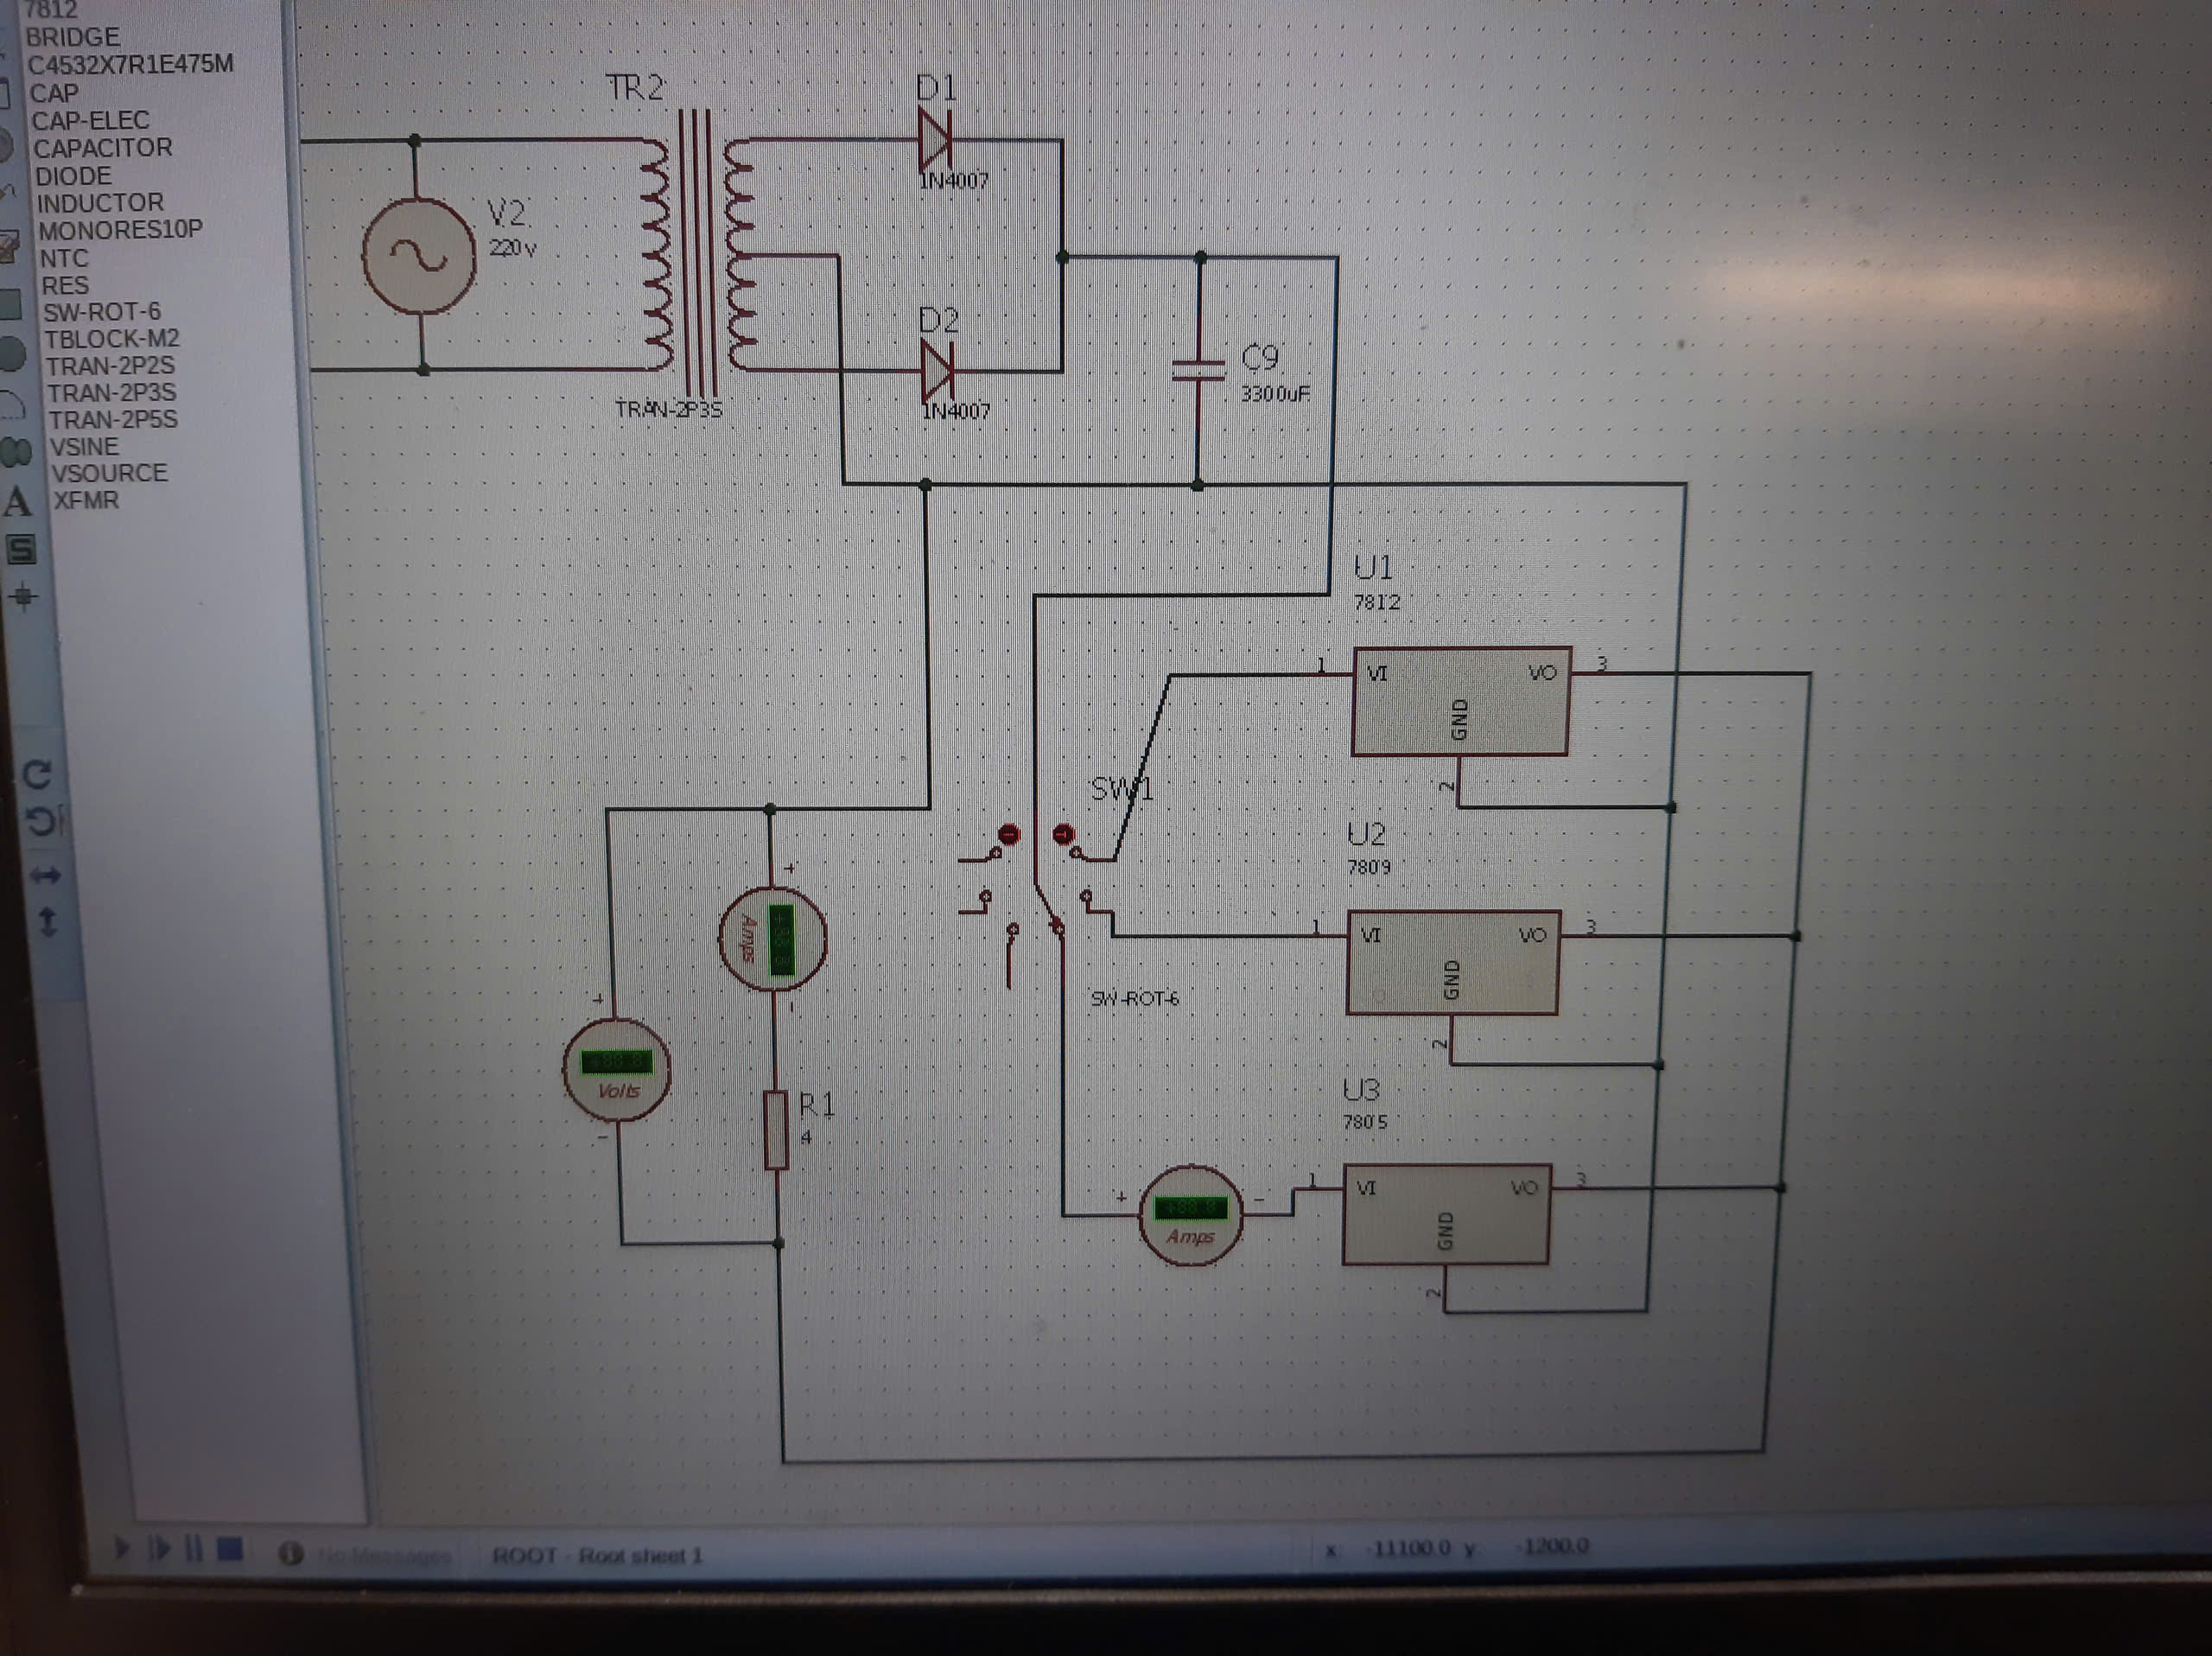 7812
BRIDGE
C4532X7R1E475M
CAP
CAP-ELEC
CAPACITOR
DIODE
INDUCTOR
MONORES10P
NTC
RES
SW-ROT-6
TBLOCK-M2
TRAN-2P2S
TRAN-2P3S
TRAN-2P5S
VSINE
VSOURCE
XFMR
A
S
TR2
TRAN-2P3S
V2
220v
D1
1N4007
D2
1N4007
C9
3300uF
U1
7812
1
VI
VO
3
GND
2
SW1
SW-ROT-6
U2
7809
1
VI
VO
3
GND
2
U3
7805
1
VI
VO
3
GND
2
+
Amps
-
+
Volts
-
R1
4
+
+88.8
Amps
-
No Messages
ROOT - Root sheet 1
x: -11100.0 y: -1200.0